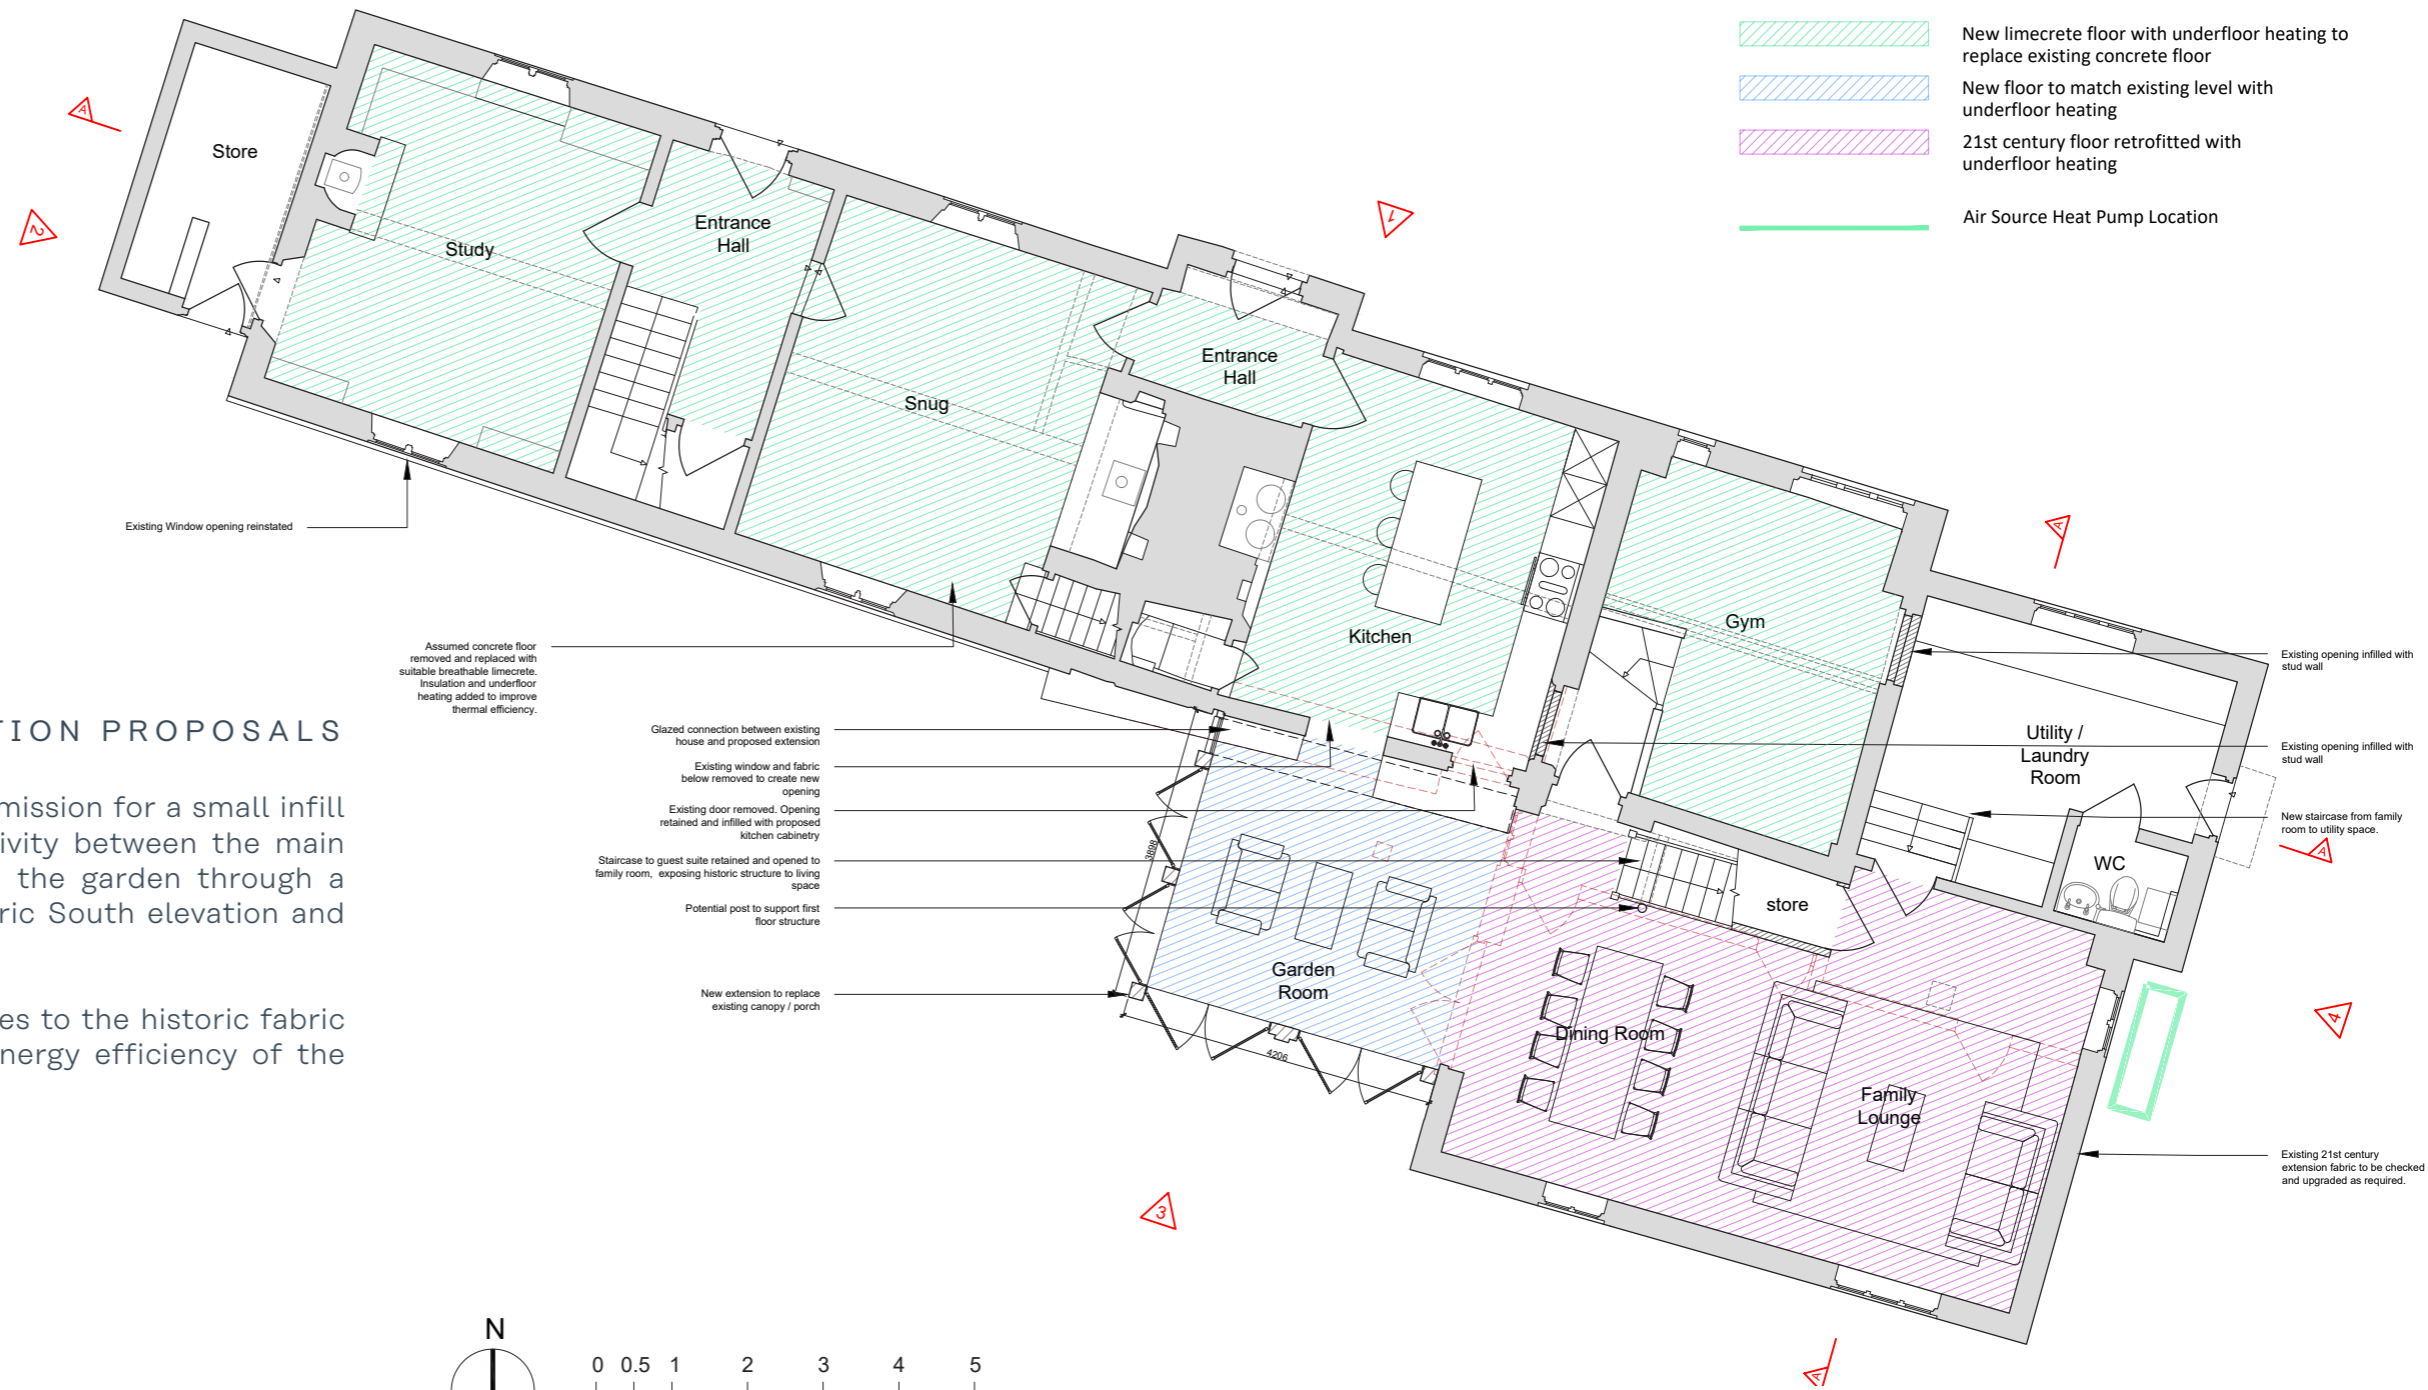 New limecrete floor with underfloor heating to
replace existing concrete floor
New floor to match existing level with
underfloor heating
21st century floor retrofitted with
underfloor heating
Air Source Heat Pump Location
A
2
1
Store
Study
Entrance
Hall
Snug
Entrance
Hall
Kitchen
Gym
A
Utility /
Laundry
Room
WC
store
Garden
Room
Dining Room
Family
Lounge
A
4
3
A
3898
4206
Existing Window opening reinstated
Assumed concrete floor
removed and replaced with
suitable breathable limecrete.
Insulation and underfloor
heating added to improve
thermal efficiency.
Glazed connection between existing
house and proposed extension
Existing window and fabric
below removed to create new
opening
Existing door removed. Opening
retained and infilled with proposed
kitchen cabinetry
Staircase to guest suite retained and opened to
family room, exposing historic structure to living
space
Potential post to support first
floor structure
New extension to replace
existing canopy / porch
Existing opening infilled with
stud wall
Existing opening infilled with
stud wall
New staircase from family
room to utility space.
Existing 21st century
extension fabric to be checked
and upgraded as required.
TION PROPOSALS
mission for a small infill
ivity between the main
the garden through a
ric South elevation and
es to the historic fabric
nergy efficiency of the
N
0 0.5 1 2 3 4 5